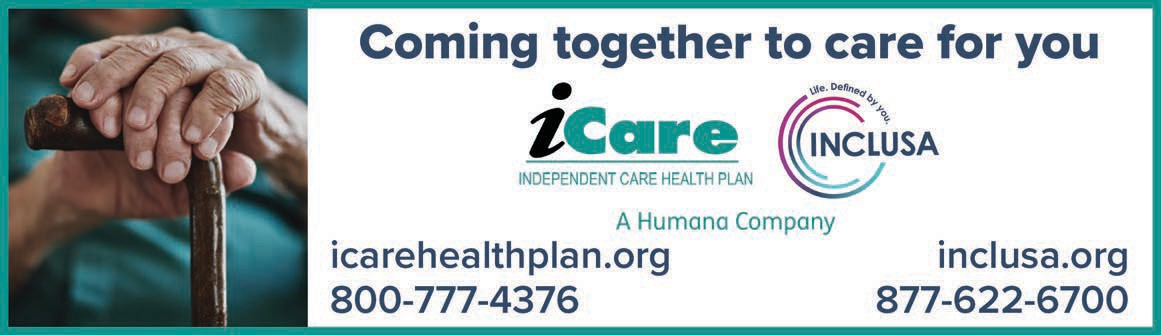 Coming together to care for you
iCare
INDEPENDENT CARE HEALTH PLAN
Life. Defined by you.
INCLUSA
A Humana Company
icarehealthplan.org
800-777-4376
inclusa.org
877-622-6700